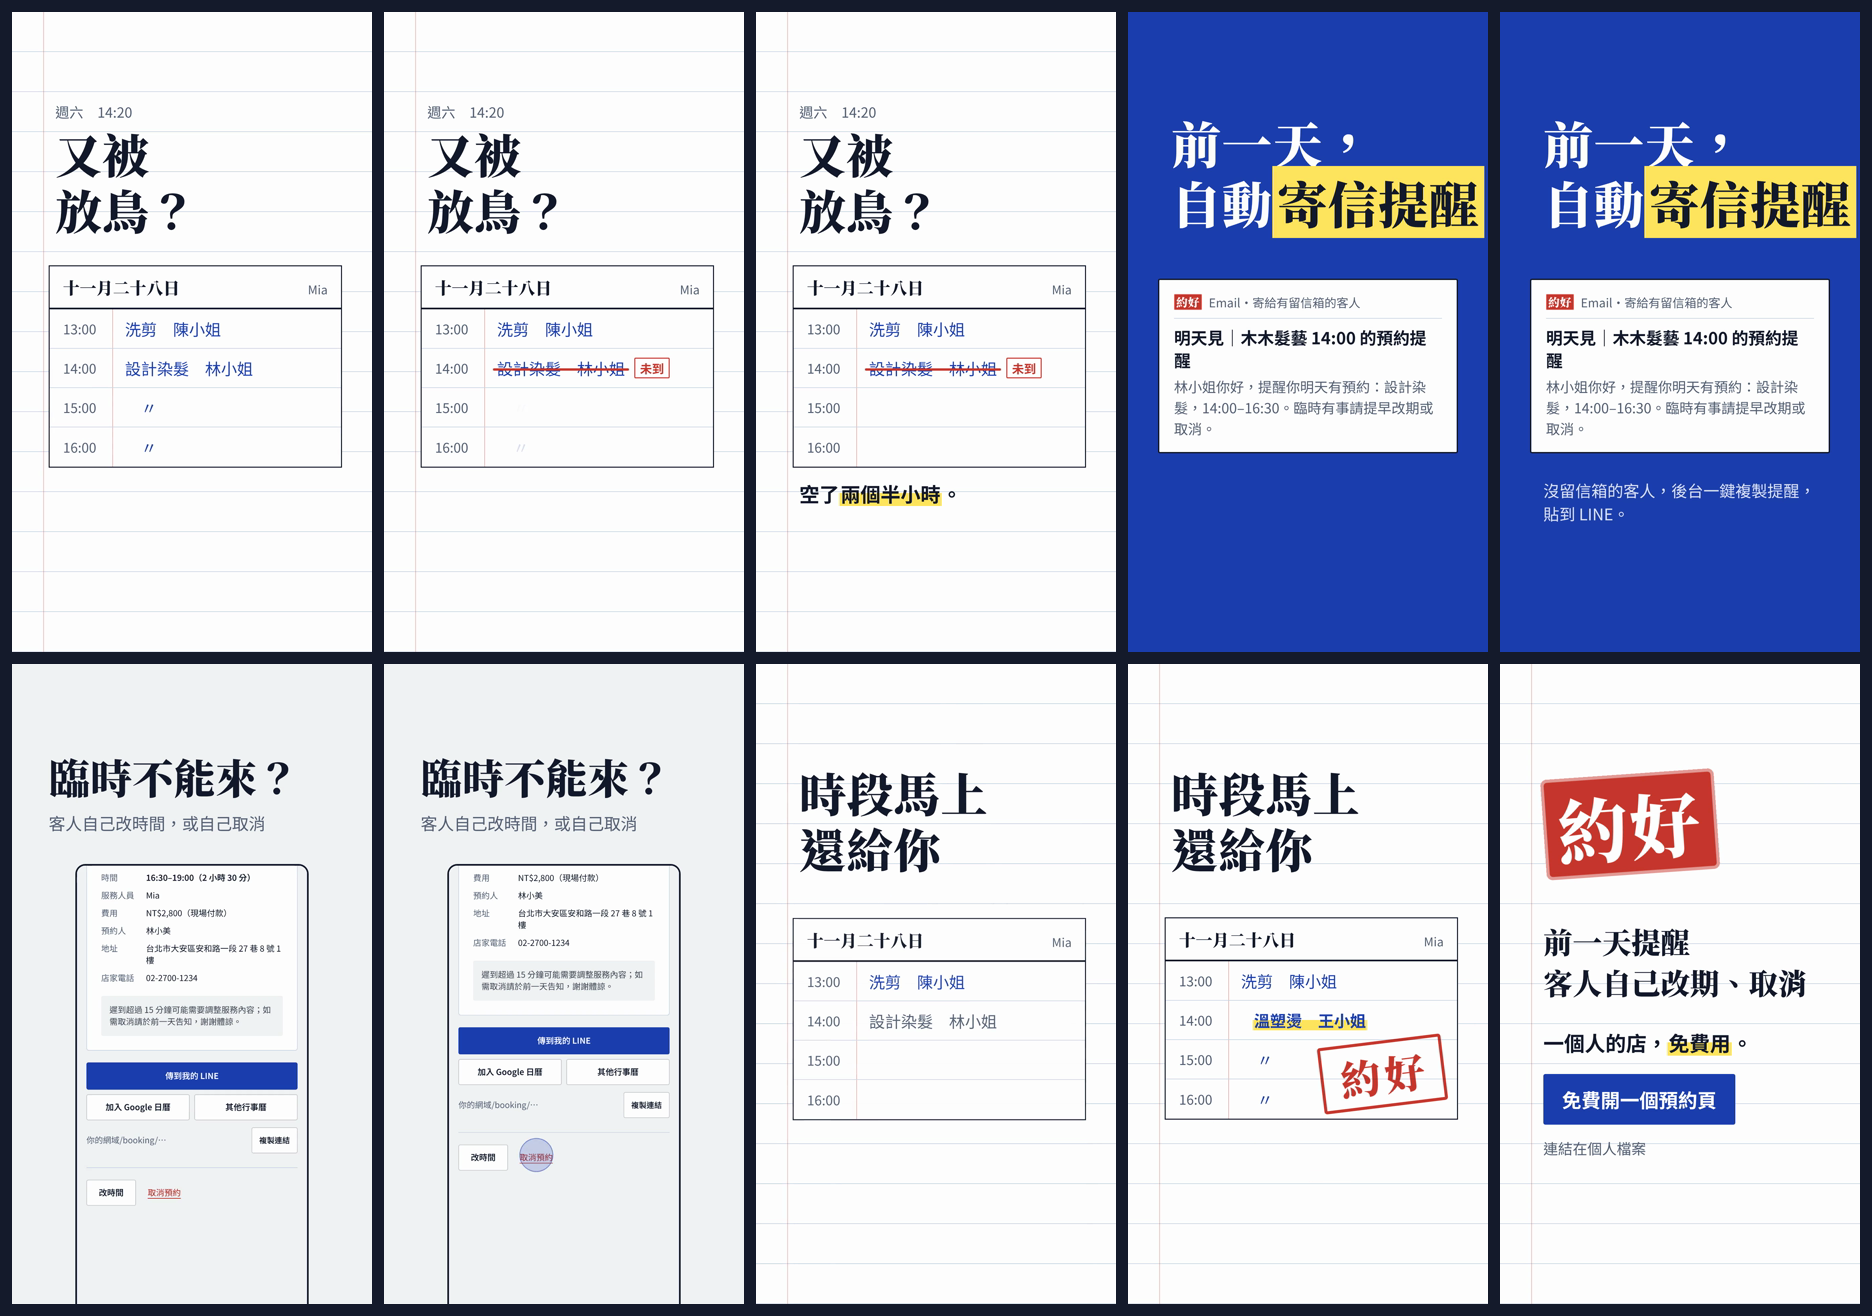 週六 14:20
又被
放鳥？
十一月二十八日 Mia
13:00 洗剪 陳小姐
14:00 設計染髮 林小姐
15:00 〃
16:00 〃
週六 14:20
又被
放鳥？
十一月二十八日 Mia
13:00 洗剪 陳小姐
14:00 設計染髮 林小姐 未到
15:00
16:00 〃
週六 14:20
又被
放鳥？
十一月二十八日 Mia
13:00 洗剪 陳小姐
14:00 設計染髮 林小姐 未到
15:00
16:00
空了兩個半小時。
前一天，
自動寄信提醒
約好 Email・寄給有留信箱的客人
明天見｜木木髮藝 14:00 的預約提
醒
林小姐你好，提醒你明天有預約：設計染
髮，14:00–16:30。臨時有事請提早改期或
取消。
前一天，
自動寄信提醒
約好 Email・寄給有留信箱的客人
明天見｜木木髮藝 14:00 的預約提
醒
林小姐你好，提醒你明天有預約：設計染
髮，14:00–16:30。臨時有事請提早改期或
取消。
沒留信箱的客人，後台一鍵複製提醒，
貼到 LINE。
臨時不能來？
客人自己改時間，或自己取消
時間 16:30–19:00（2 小時 30 分）
服務人員 Mia
費用 NT$2,800（現場付款）
預約人 林小美
地址 台北市大安區安和路一段 27 巷 8 號 1
樓
店家電話 02-2700-1234
遲到超過 15 分鐘可能需要調整服務內容；如
需取消請於前一天告知，謝謝體諒。
傳到我的 LINE
加入 Google 日曆 其他行事曆
你的網域/booking/⋯ 複製連結
改時間 取消預約
臨時不能來？
客人自己改時間，或自己取消
費用 NT$2,800（現場付款）
預約人 林小美
地址 台北市大安區安和路一段 27 巷 8 號 1
樓
店家電話 02-2700-1234
遲到超過 15 分鐘可能需要調整服務內容；如
需取消請於前一天告知，謝謝體諒。
傳到我的 LINE
加入 Google 日曆 其他行事曆
你的網域/booking/⋯ 複製連結
改時間 取消預約
時段馬上
還給你
十一月二十八日 Mia
13:00 洗剪 陳小姐
14:00 設計染髮 林小姐
15:00
16:00
時段馬上
還給你
十一月二十八日 Mia
13:00 洗剪 陳小姐
14:00 溫塑燙 王小姐
15:00 〃
16:00 〃
約好
約好
前一天提醒
客人自己改期、取消
一個人的店，免費用。
免費開一個預約頁
連結在個人檔案